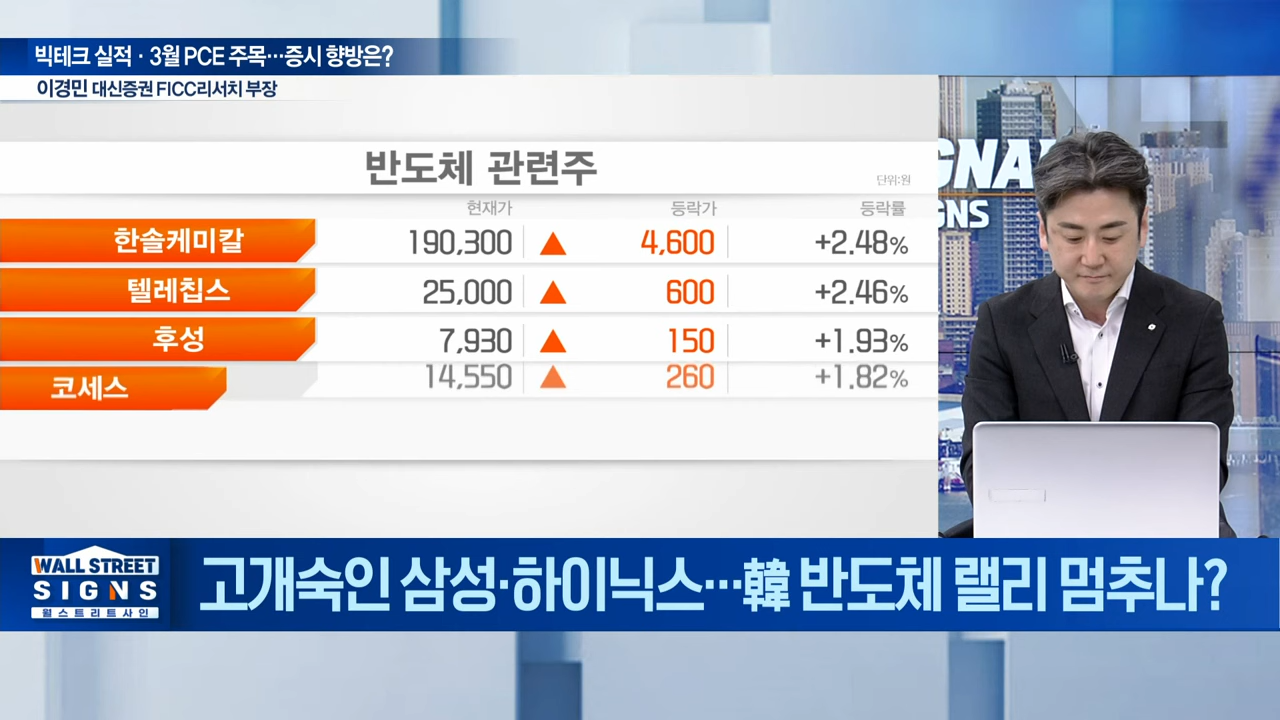 빅테크 실적·3월 PCE 주목…증시 향방은?
이경민 대신증권 FICC리서치 부장
반도체 관련주
단위:원
현재가 등락가 등락률
한솔케미칼 190,300 ▲ 4,600 +2.48%
텔레칩스 25,000 ▲ 600 +2.46%
후성 7,930 ▲ 150 +1.93%
코세스 14,550 ▲ 260 +1.82%
GNA
GNS
WALL STREET
SIGNS
월스트리트사인
고개숙인 삼성·하이닉스…韓 반도체 랠리 멈추나?